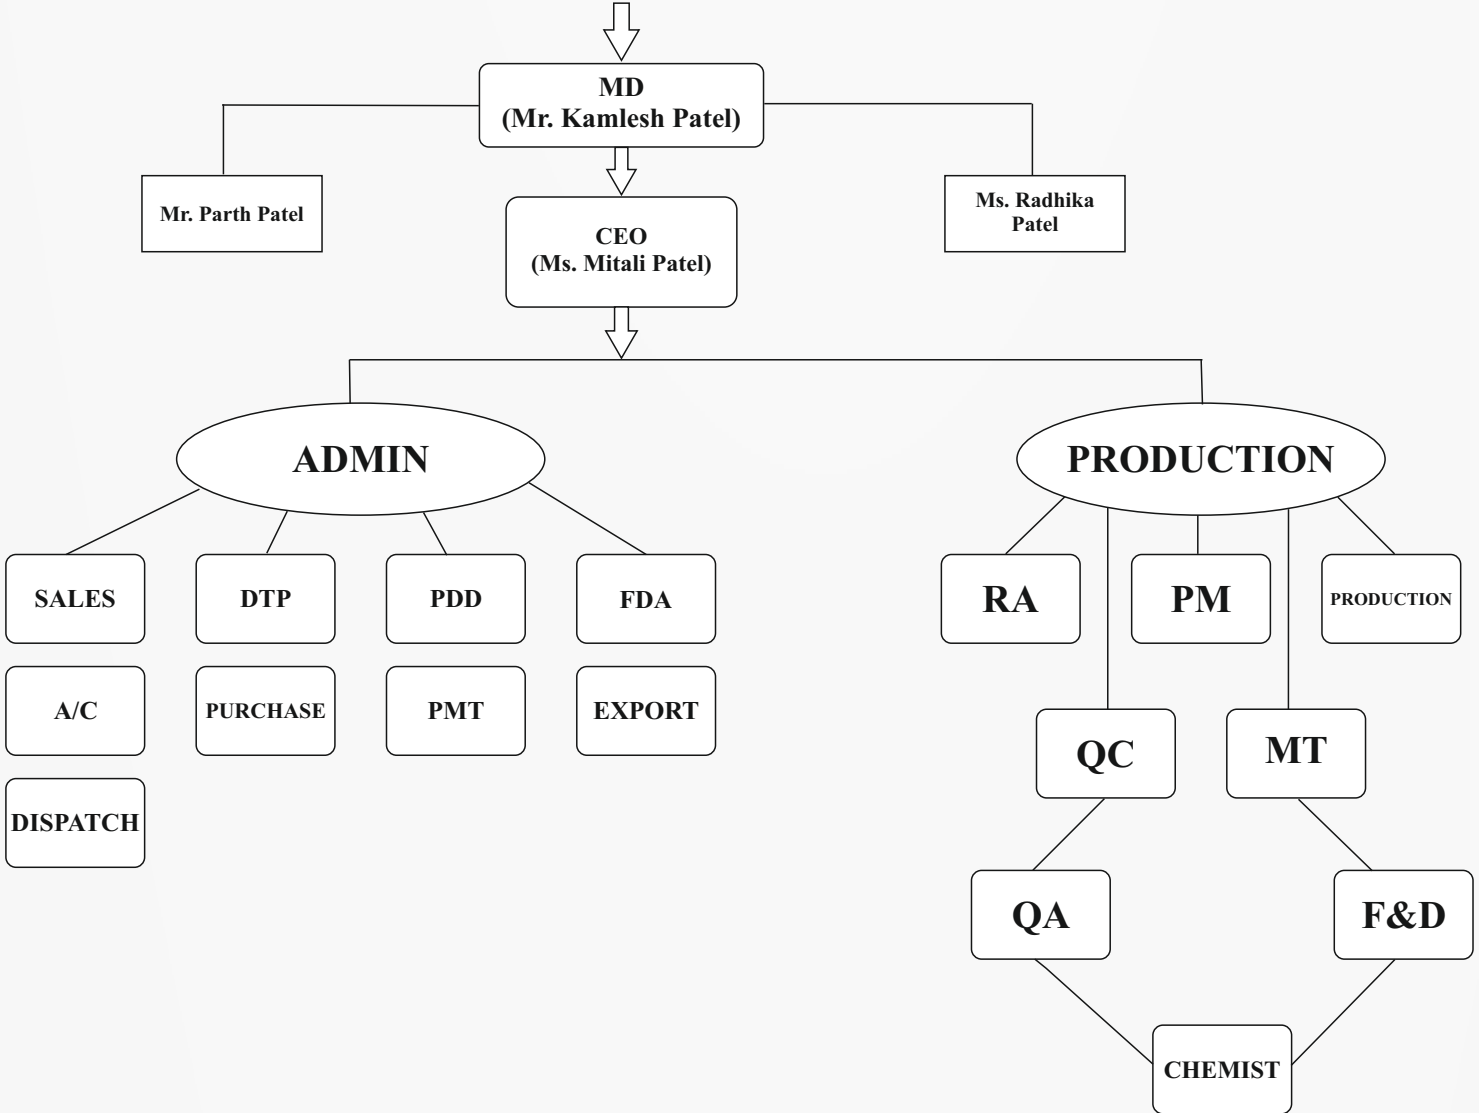 MD
(Mr. Kamlesh Patel)
Mr. Parth Patel
Ms. Radhika
Patel
CEO
(Ms. Mitali Patel)
ADMIN
PRODUCTION
SALES
DTP
PDD
FDA
RA
PM
PRODUCTION
A/C
PURCHASE
PMT
EXPORT
QC
MT
DISPATCH
QA
F&D
CHEMIST